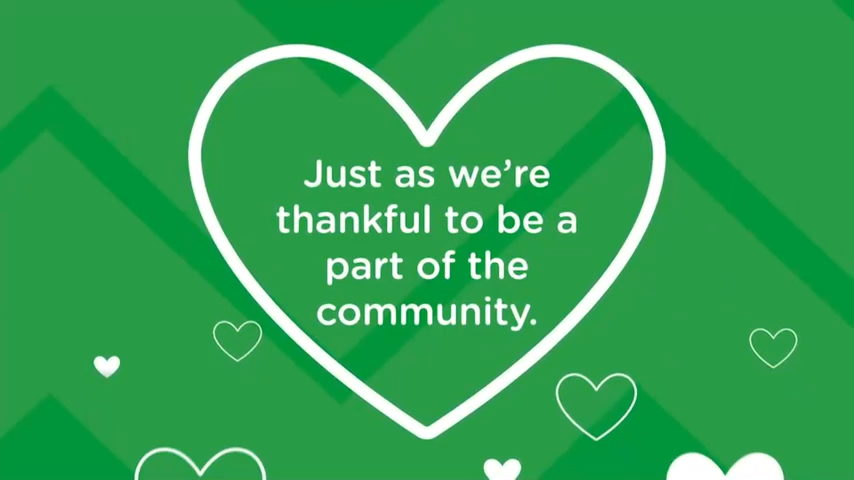 Just as we’re
thankful to be a
part of the
community.